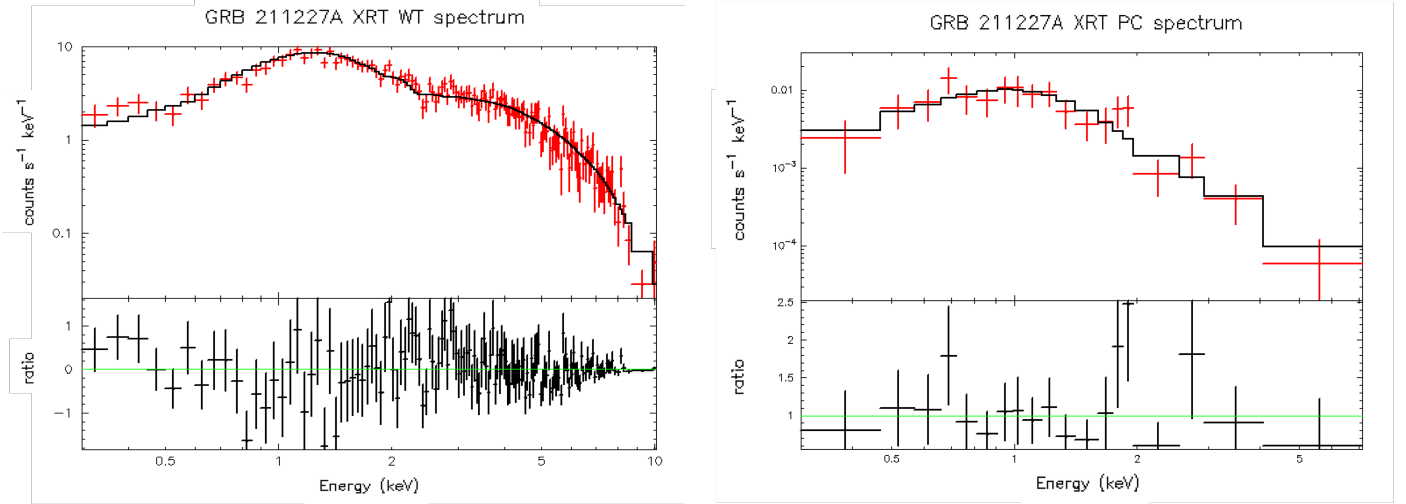 GRB 211227A XRT WT spectrum
counts s⁻¹ keV⁻¹
10
1
0.1
ratio
1
0
−1
0.5
1
2
5
10
Energy (keV)
GRB 211227A XRT PC spectrum
counts s⁻¹ keV⁻¹
0.01
10⁻³
10⁻⁴
ratio
2.5
2
1.5
1
0.5
1
5
Energy (keV)